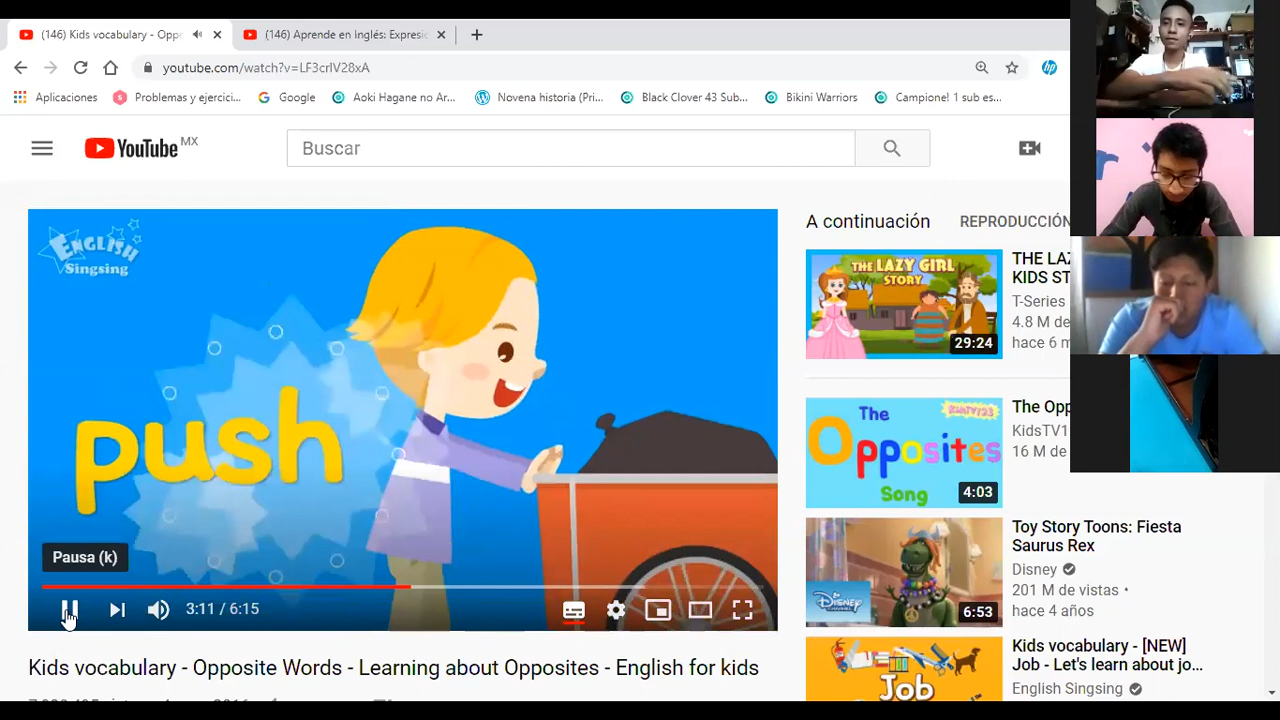 (146) Kids vocabulary - Oppo
(146) Aprende en Inglés: Expresi
youtube.com/watch?v=LF3crIV28xA
Aplicaciones
Problemas y ejercici...
Google
Aoki Hagane no Ar...
Novena historia (Pri...
Black Clover 43 Sub...
Bikini Warriors
Campione! 1 sub es...
YouTube MX
Buscar
ENGLISH
Singsing
push
Pausa (k)
3:11 / 6:15
Kids vocabulary - Opposite Words - Learning about Opposites - English for kids
A continuación
REPRODUCCIÓN
THE LAZY GIRL
STORY
29:24
THE LAZ
KIDS ST
T-Series
4.8 M de
hace 6 m
The
Opposites
Song
KidsTV123
4:03
The Opp
KidsTV1
16 M de
Disney
CHANNEL
6:53
Toy Story Toons: Fiesta
Saurus Rex
Disney
201 M de vistas •
hace 4 años
Job
Kids vocabulary - [NEW]
Job - Let's learn about jo...
English Singsing